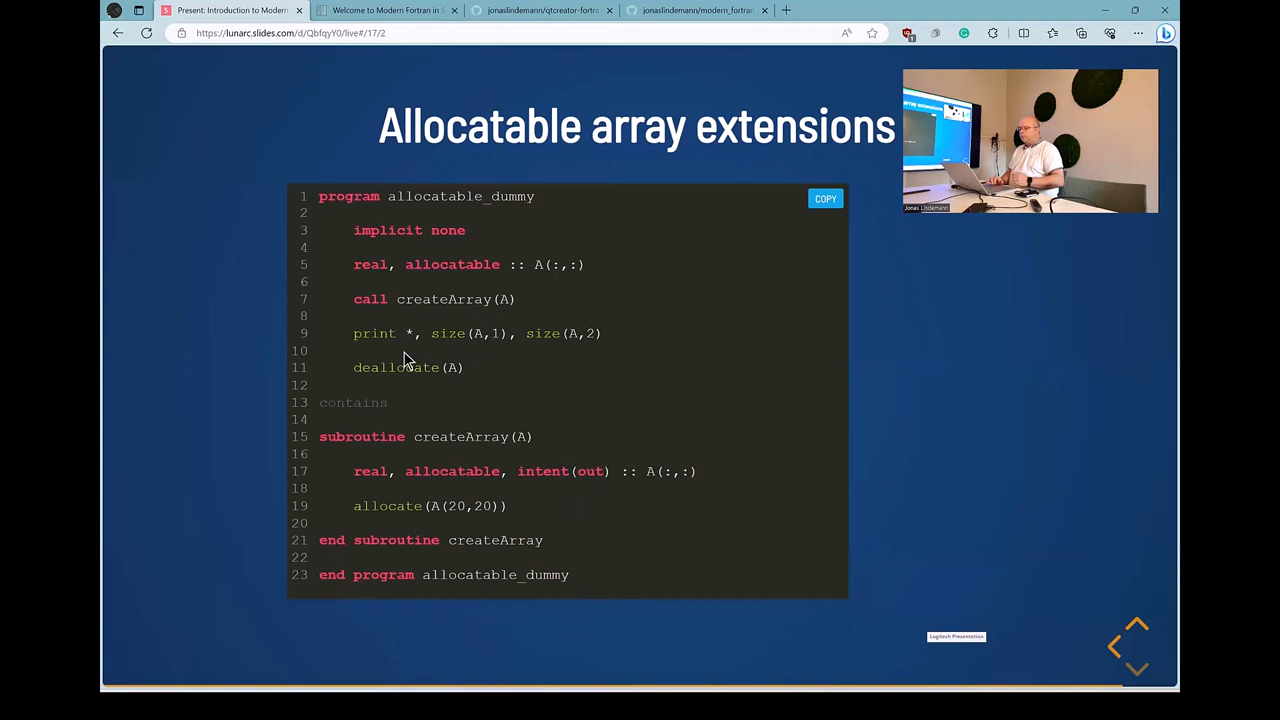 Present: Introduction to Modern
Welcome to Modern Fortran in S
jonaslindemann/qtcreator-fortra
jonaslindemann/modern_fortran
https://lunarc.slides.com/d/QbfqyY0/live#/17/2
Allocatable array extensions
array extensions
Jonas Lindemann
COPY
1 program allocatable_dummy
2
3 implicit none
4
5 real, allocatable :: A(:,:)
6
7 call createArray(A)
8
9 print *, size(A,1), size(A,2)
10
11 deallocate(A)
12
13 contains
14
15 subroutine createArray(A)
16
17 real, allocatable, intent(out) :: A(:,:)
18
19 allocate(A(20,20))
20
21 end subroutine createArray
22
23 end program allocatable_dummy
Logitech Presentation